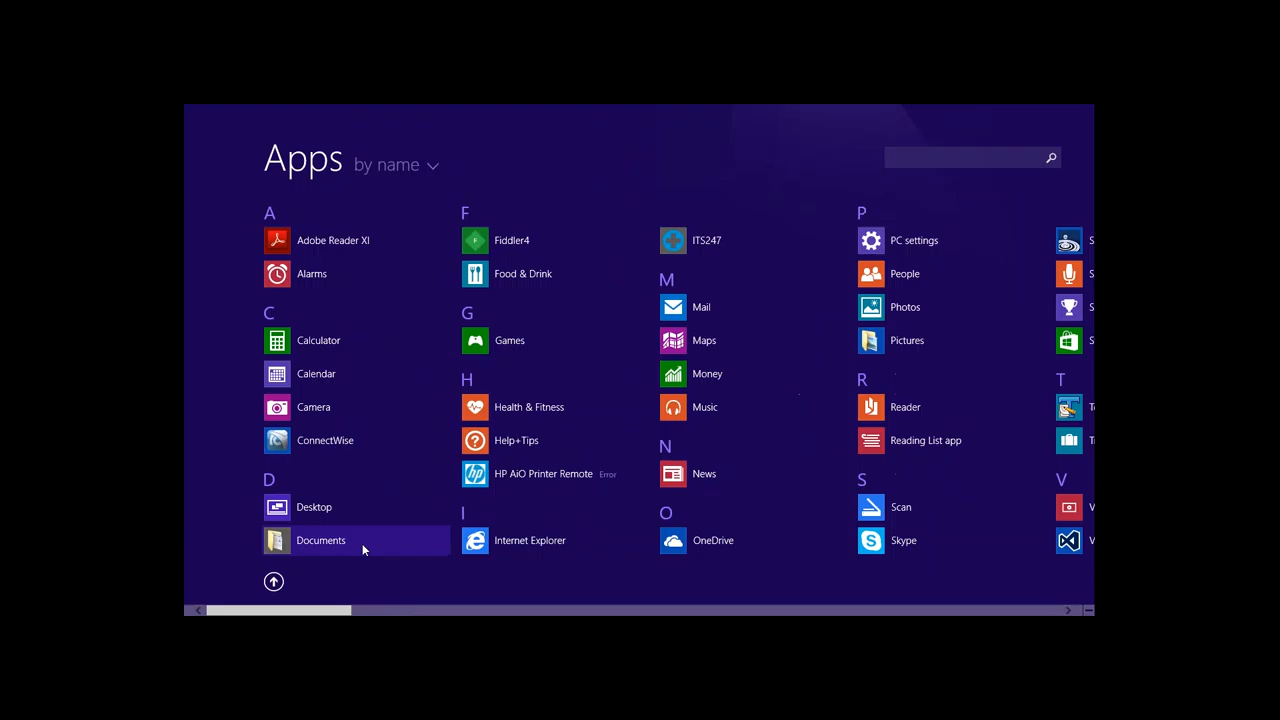 Apps by name
A
Adobe Reader XI
Alarms
C
Calculator
Calendar
Camera
ConnectWise
D
Desktop
Documents
F
Fiddler4
Food & Drink
G
Games
H
Health & Fitness
Help+Tips
HP AiO Printer Remote Error
I
Internet Explorer
ITS247
M
Mail
Maps
Money
Music
N
News
O
OneDrive
P
PC settings
People
Photos
Pictures
R
Reader
Reading List app
S
Scan
Skype
T
V